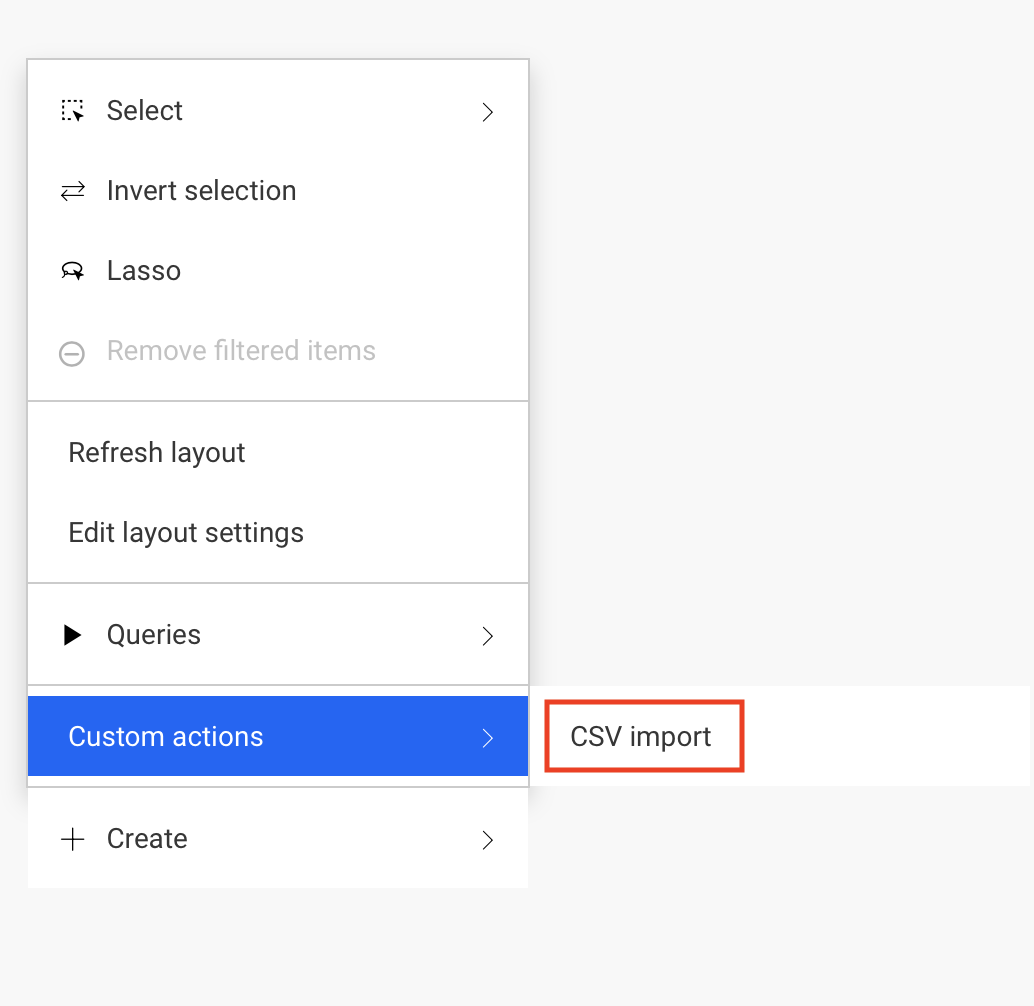 Select
Invert selection
Lasso
Remove filtered items
Refresh layout
Edit layout settings
Queries
Custom actions
CSV import
Create